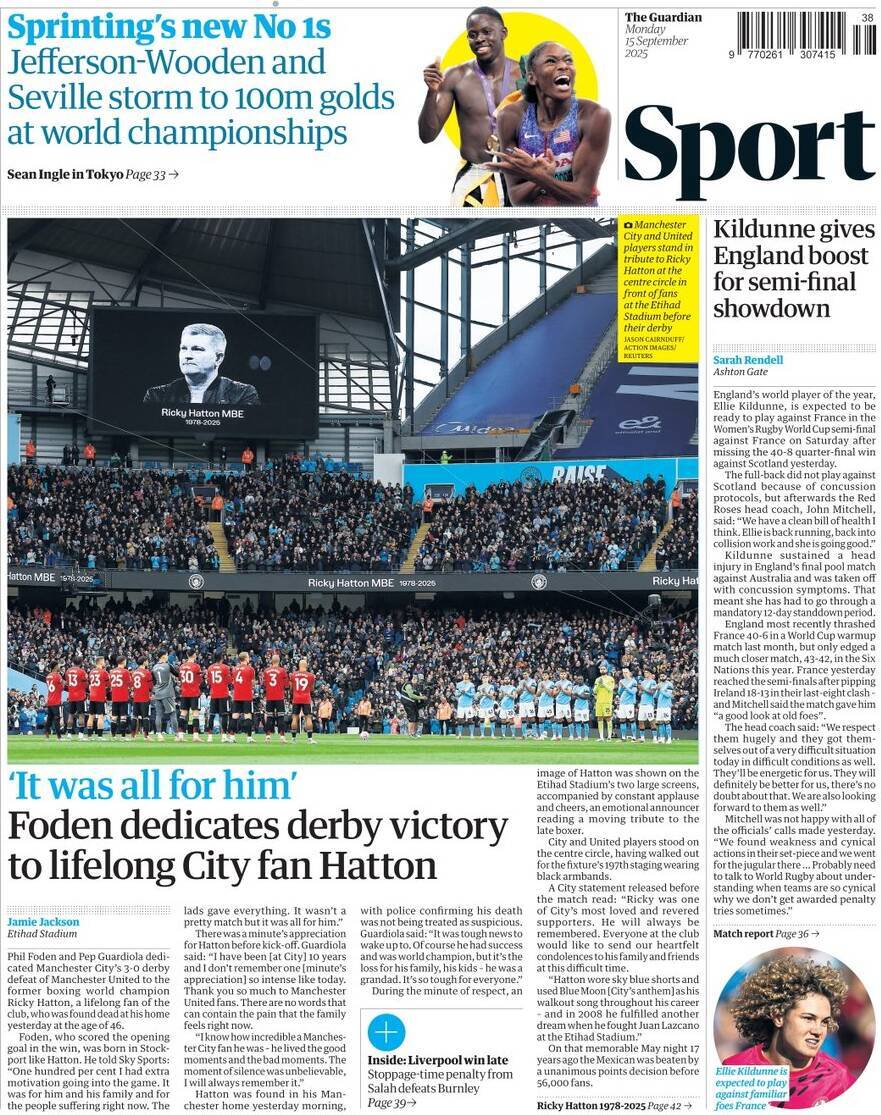 Sprinting's new No 1s
Jefferson-Wooden and
Seville storm to 100m golds
at world championships
Sean Ingle in Tokyo Page 33 →
The Guardian
Monday
15 September
2025
38
9 770261 307415
Sport
Manchester
City and United
players stand in
tribute to Ricky
Hatton at the
centre circle in
front of fans
at the Etihad
Stadium before
their derby
JASON CAIRNDUFF/
ACTION IMAGES/
REUTERS
Ricky Hatton MBE
1978-2025
e&
RAISE
Hatton MBE 1978-2025
Ricky Hatton MBE 1978-2025
Ricky Hat
6 13 23 25 8 1 30 15 4 3 19
'It was all for him'
Foden dedicates derby victory
to lifelong City fan Hatton
Jamie Jackson
Etihad Stadium
Phil Foden and Pep Guardiola dedi-
cated Manchester City's 3-0 derby
defeat of Manchester United to the
former boxing world champion
Ricky Hatton, a lifelong fan of the
club, who was found dead at his home
yesterday at the age of 46.
Foden, who scored the opening
goal in the win, was born in Stock-
port like Hatton. He told Sky Sports:
"One hundred per cent I had extra
motivation going into the game. It
was for him and his family and for
the people suffering right now. The
lads gave everything. It wasn't a
pretty match but it was all for him."
There was a minute's appreciation
for Hatton before kick-off. Guardiola
said: "I have been [at City] 10 years
and I don't remember one [minute's
appreciation] so intense like today.
Thank you so much to Manchester
United fans. There are no words that
can contain the pain that the family
feels right now.
"I know how incredible a Manches-
ter City fan he was – he lived the good
moments and the bad moments. The
moment of silence was unbelievable,
I will always remember it."
Hatton was found in his Man-
chester home yesterday morning,
with police confirming his death
was not being treated as suspicious.
Guardiola said: "It was tough news to
wake up to. Of course he had success
and was world champion, but it's the
loss for his family, his kids – he was a
grandad. It's so tough for everyone."
During the minute of respect, an
Inside: Liverpool win late
Stoppage-time penalty from
Salah defeats Burnley
Page 39 →
image of Hatton was shown on the
Etihad Stadium's two large screens,
accompanied by constant applause
and cheers, an emotional announcer
reading a moving tribute to the
late boxer.
City and United players stood on
the centre circle, having walked out
for the fixture's 197th staging wearing
black armbands.
A City statement released before
the match read: "Ricky was one
of City's most loved and revered
supporters. He will always be
remembered. Everyone at the club
would like to send our heartfelt
condolences to his family and friends
at this difficult time.
"Hatton wore sky blue shorts and
used Blue Moon [City's anthem] as his
walkout song throughout his career
– and in 2008 he fulfilled another
dream when he fought Juan Lazcano
at the Etihad Stadium."
On that memorable May night 17
years ago the Mexican was beaten by
a unanimous points decision before
56,000 fans.
Ricky Hatton 1978-2025 Page 42 →
Kildunne gives
England boost
for semi-final
showdown
Sarah Rendell
Ashton Gate
England's world player of the year,
Ellie Kildunne, is expected to be
ready to play against France in the
Women's Rugby World Cup semi-final
against France on Saturday after
missing the 40-8 quarter-final win
against Scotland yesterday.
The full-back did not play against
Scotland because of concussion
protocols, but afterwards the Red
Roses head coach, John Mitchell,
said: "We have a clean bill of health I
think. Ellie is back running, back into
collision work and she is going good."
Kildunne sustained a head
injury in England's final pool match
against Australia and was taken off
with concussion symptoms. That
meant she has had to go through a
mandatory 12-day standdown period.
England most recently thrashed
France 40-6 in a World Cup warmup
match last month, but only edged a
much closer match, 43-42, in the Six
Nations this year. France yesterday
reached the semi-finals after pipping
Ireland 18-13 in their last-eight clash –
and Mitchell said the match gave him
"a good look at old foes".
The head coach said: "We respect
them hugely and they got them-
selves out of a very difficult situation
today in difficult conditions as well.
They'll be energetic for us. They will
definitely be better for us, there's no
doubt about that. We are also looking
forward to them as well."
Mitchell was not happy with all of
the officials' calls made yesterday.
"We found weakness and cynical
actions in their set-piece and we went
for the jugular there ... Probably need
to talk to World Rugby about under-
standing when teams are so cynical
why we don't get awarded penalty
tries sometimes."
Match report Page 36 →
Ellie Kildunne is
expected to play
against familiar
foes France